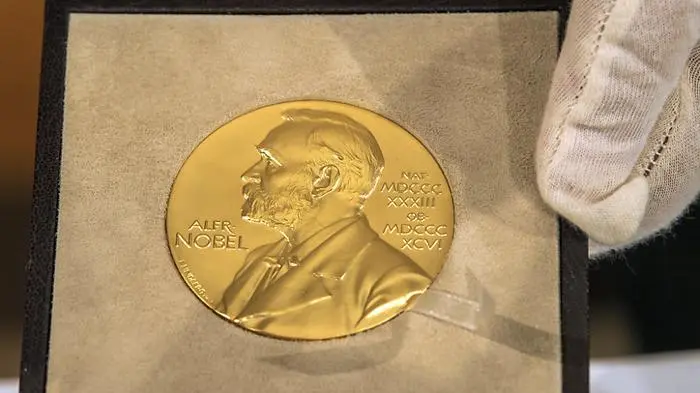 ALFR·
NOBEL
NAT·
MDCCC
XXXIII
OB·
MDCCC
XCVI